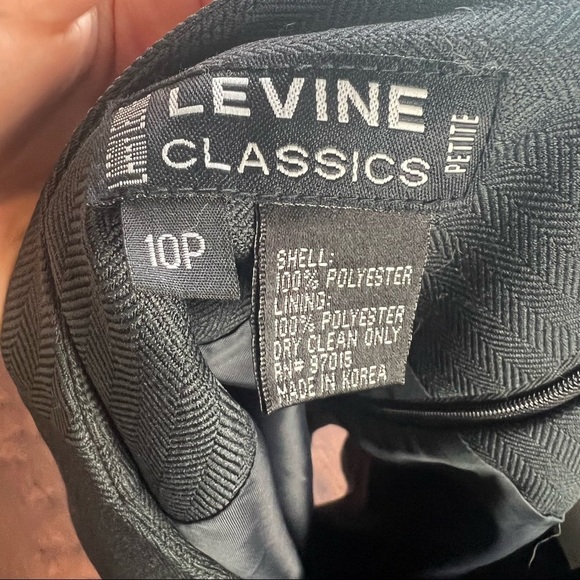 LEVINE
CLASSICS
PETITE
10P
SHELL:
100% POLYESTER
LINING:
100% POLYESTER
DRY CLEAN ONLY
RN# 37015
MADE IN KOREA